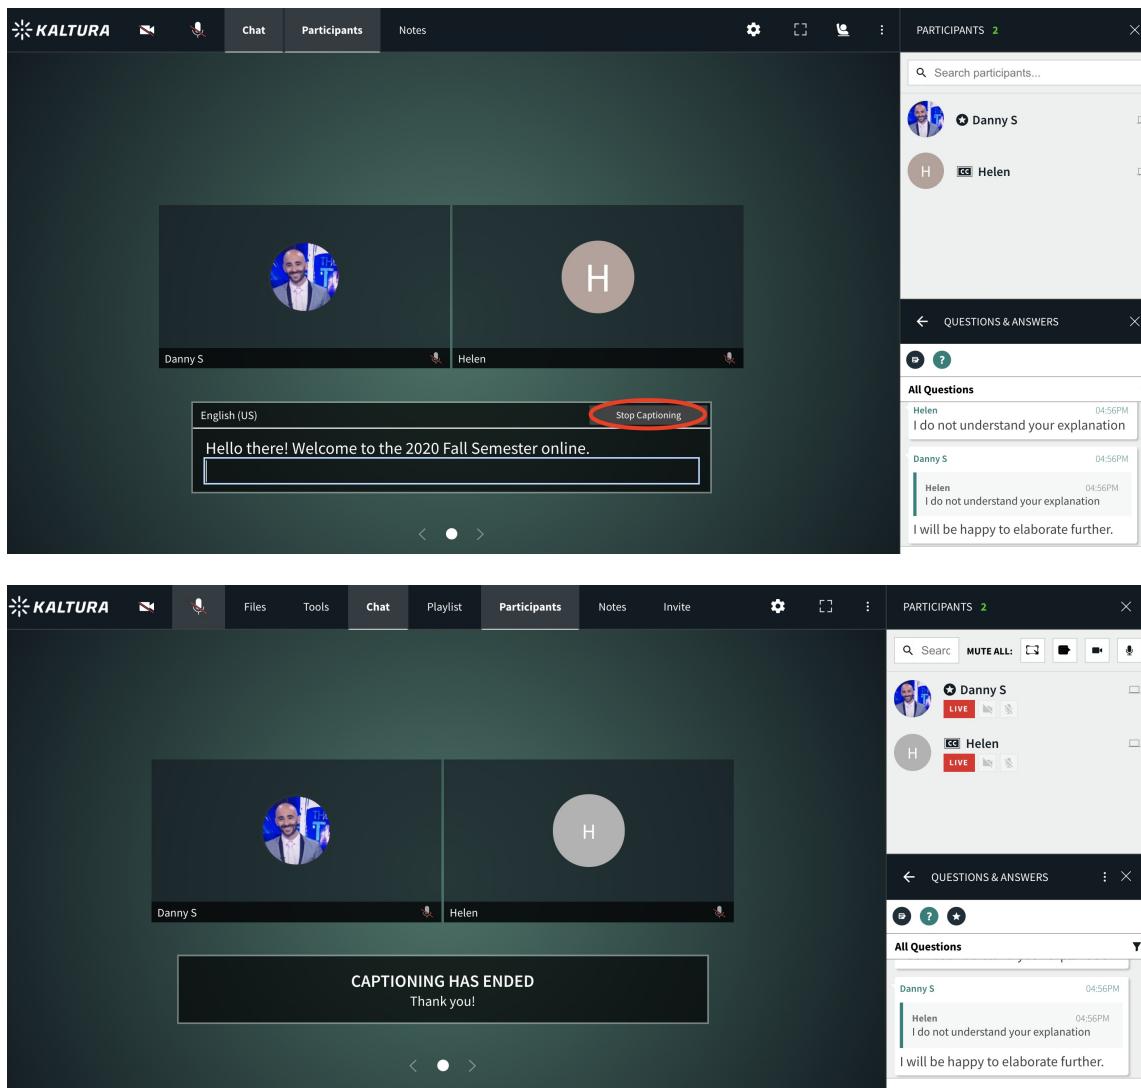 KALTURA Chat Participants Notes
PARTICIPANTS 2
Search participants...
Danny S
H CC Helen
H
Danny S
Helen
English (US) Stop Captioning
Hello there! Welcome to the 2020 Fall Semester online.
QUESTIONS & ANSWERS
?
All Questions
Helen 04:56PM
I do not understand your explanation
Danny S 04:56PM
Helen 04:56PM
I do not understand your explanation
I will be happy to elaborate further.
KALTURA Files Tools Chat Playlist Participants Notes Invite
PARTICIPANTS 2
Searc MUTE ALL:
Danny S
LIVE
H CC Helen
LIVE
H
Danny S
Helen
CAPTIONING HAS ENDED
Thank you!
QUESTIONS & ANSWERS
?
All Questions
Danny S 04:56PM
Helen 04:56PM
I do not understand your explanation
I will be happy to elaborate further.